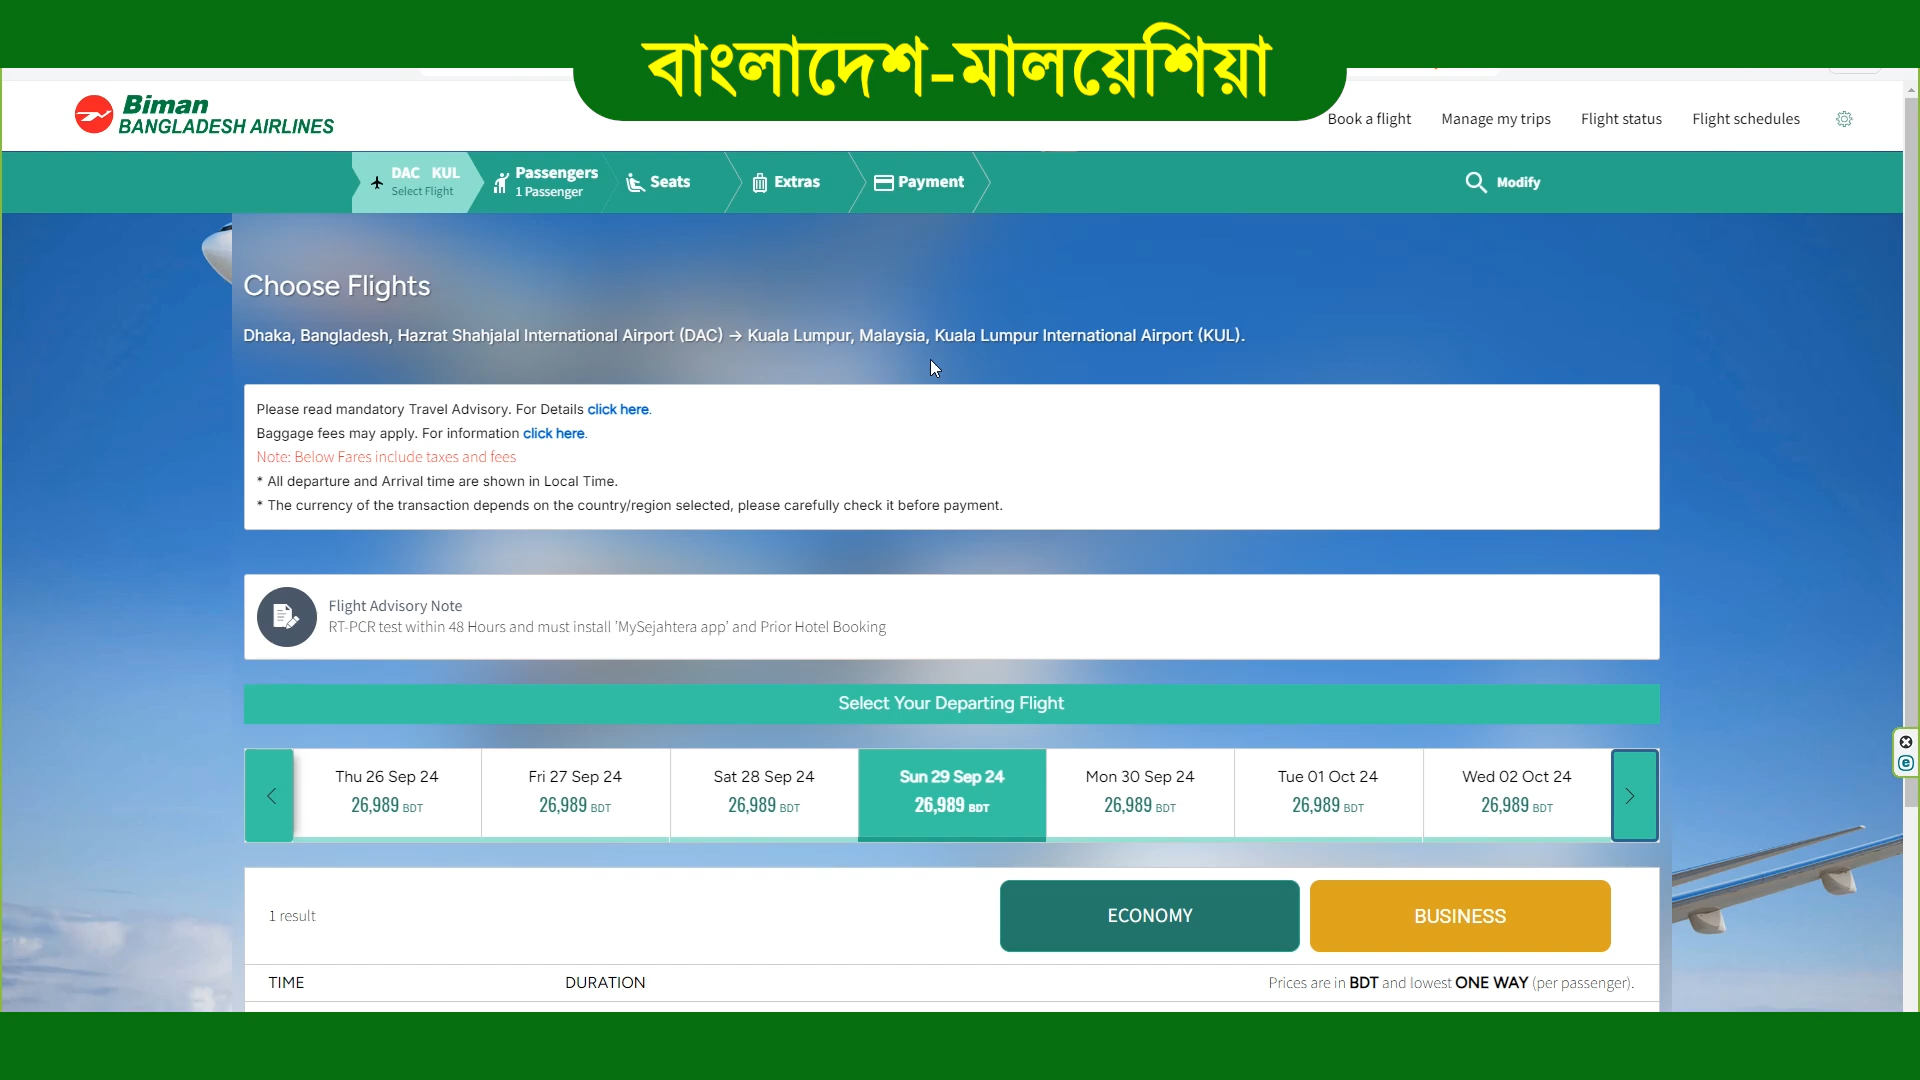 বাংলাদেশ-মালয়েশিয়া
Biman
BANGLADESH AIRLINES
Book a flight
Manage my trips
Flight status
Flight schedules
DAC KUL
Select Flight
Passengers
1 Passenger
Seats
Extras
Payment
Modify
Choose Flights
Dhaka, Bangladesh, Hazrat Shahjalal International Airport (DAC) → Kuala Lumpur, Malaysia, Kuala Lumpur International Airport (KUL).
Please read mandatory Travel Advisory. For Details click here.
Baggage fees may apply. For information click here.
Note: Below Fares include taxes and fees
* All departure and Arrival time are shown in Local Time.
* The currency of the transaction depends on the country/region selected, please carefully check it before payment.
Flight Advisory Note
RT-PCR test within 48 Hours and must install 'MySejahtera app' and Prior Hotel Booking
Select Your Departing Flight
Thu 26 Sep 24
26,989 BDT
Fri 27 Sep 24
26,989 BDT
Sat 28 Sep 24
26,989 BDT
Sun 29 Sep 24
26,989 BDT
Mon 30 Sep 24
26,989 BDT
Tue 01 Oct 24
26,989 BDT
Wed 02 Oct 24
26,989 BDT
1 result
ECONOMY
BUSINESS
TIME
DURATION
Prices are in BDT and lowest ONE WAY (per passenger).